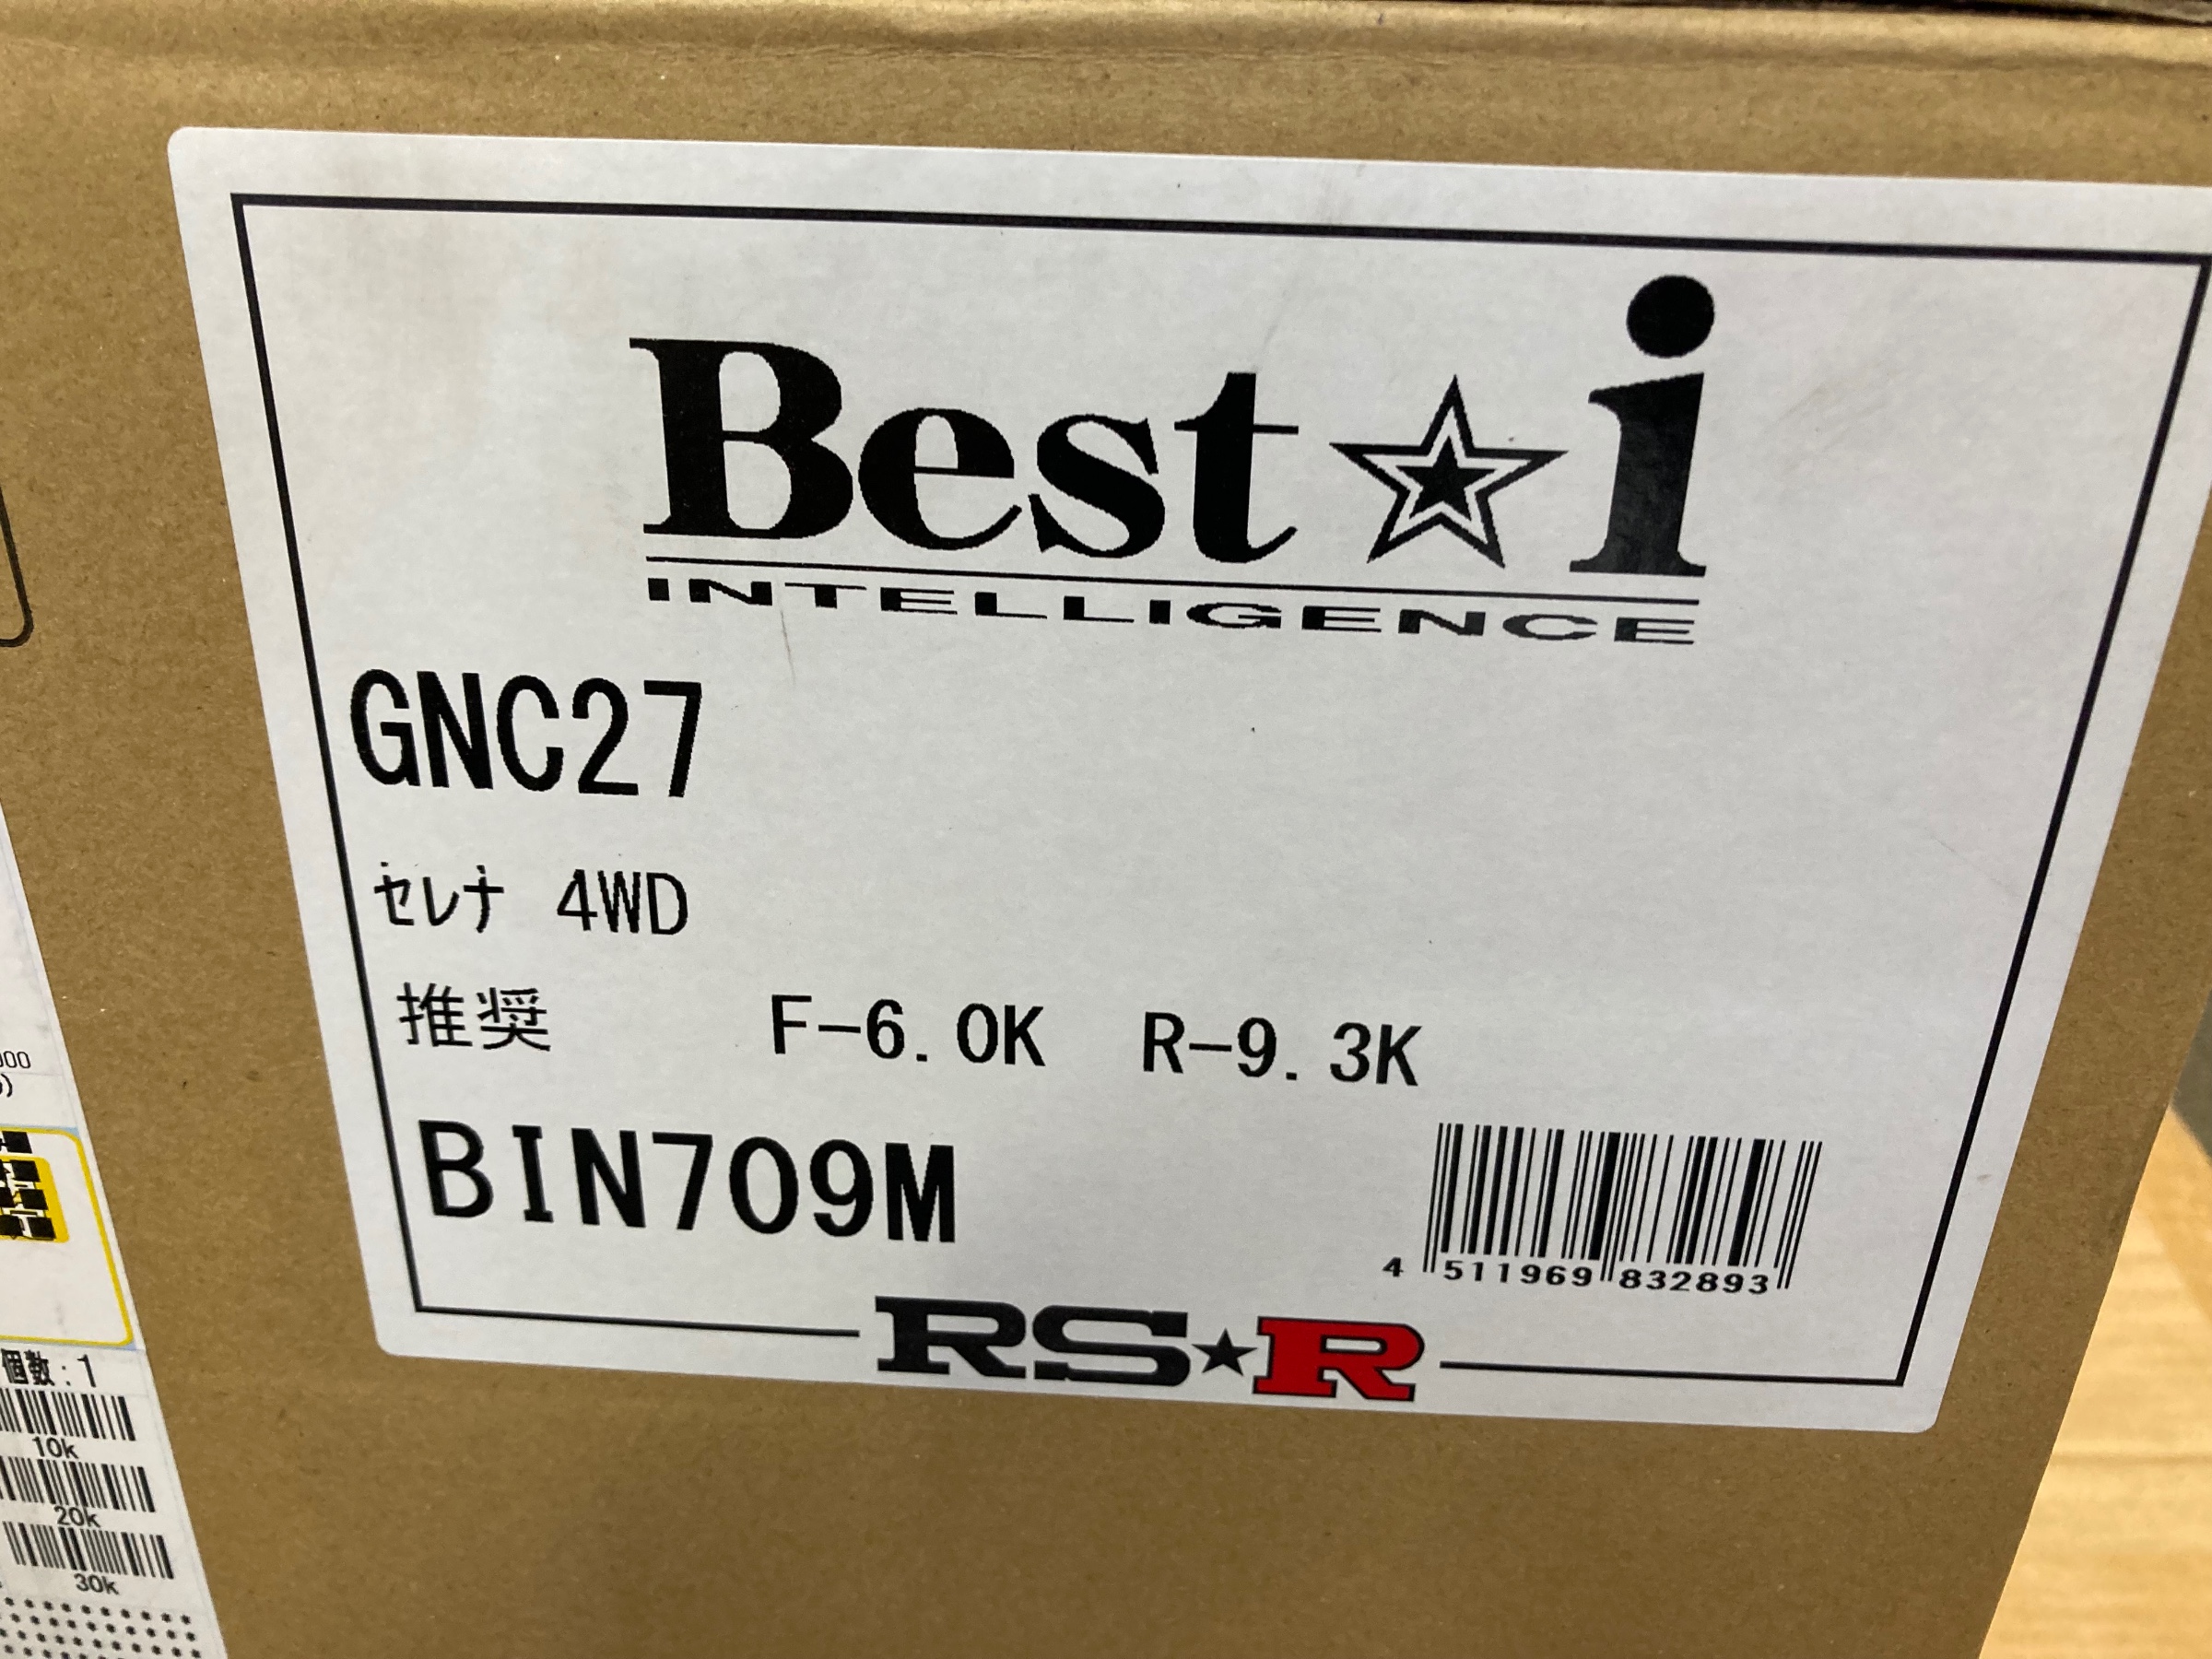 Best☆i
INTELLIGENCE
GNC27
セレナ 4WD
推奨 F-6.0K R-9.3K
BIN709M
4 511969 832893
RS★R
個数:1
10k
20k
30k